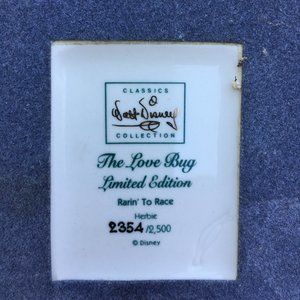 CLASSICS
Walt Disney
COLLECTION
The Love Bug
Limited Edition
Rarin' To Race
Herbie
2354/2,500
© Disney